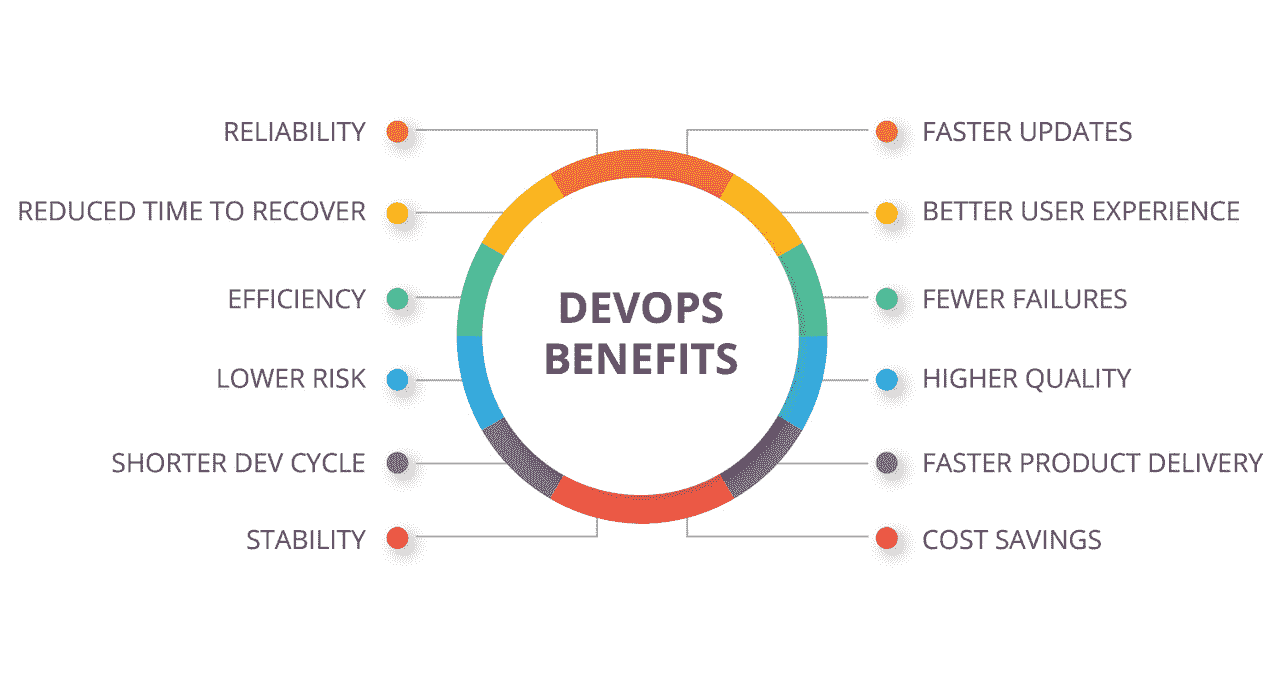 RELIABILITY
REDUCED TIME TO RECOVER
EFFICIENCY
LOWER RISK
SHORTER DEV CYCLE
STABILITY
DEVOPS
BENEFITS
FASTER UPDATES
BETTER USER EXPERIENCE
FEWER FAILURES
HIGHER QUALITY
FASTER PRODUCT DELIVERY
COST SAVINGS